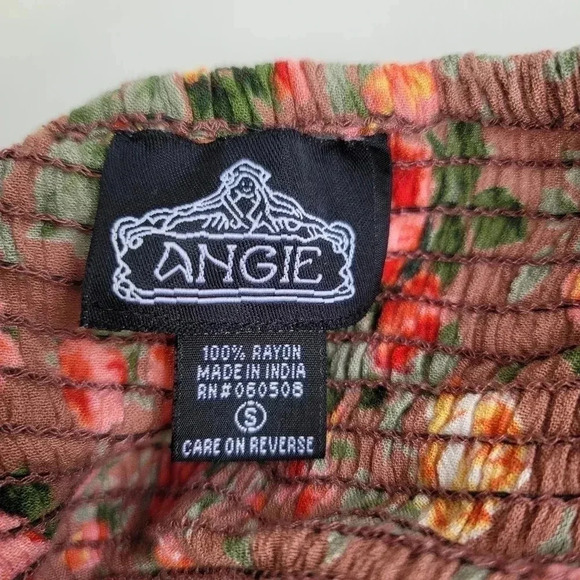 ANGIE
100% RAYON
MADE IN INDIA
RN#060508
S
CARE ON REVERSE